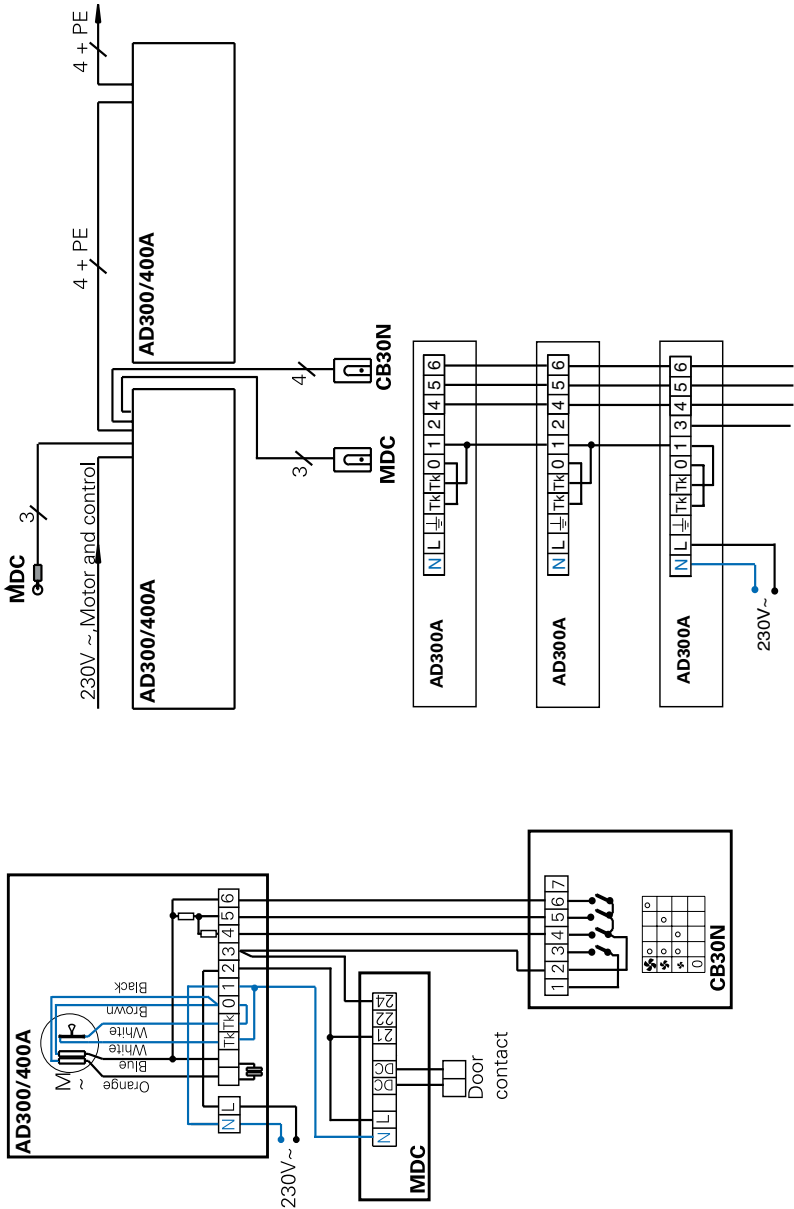 AD300/400A
M
~
Orange
Blue
White
White
Brown
Black
N L
Tk Tk 0 1 2 3 4 5 6
230V~
MDC
N L DC DC 21 22 24
Door
contact
CB30N
1 2 3 4 5 6 7
0
MDC
3
230V ~, Motor and control
AD300/400A
4 + PE
AD300/400A
4 + PE
3
MDC
4
CB30N
AD300A
N L Tk Tk 0 1 2 4 5 6
AD300A
N L Tk Tk 0 1 2 4 5 6
AD300A
N L Tk Tk 0 1 3 4 5 6
230V~